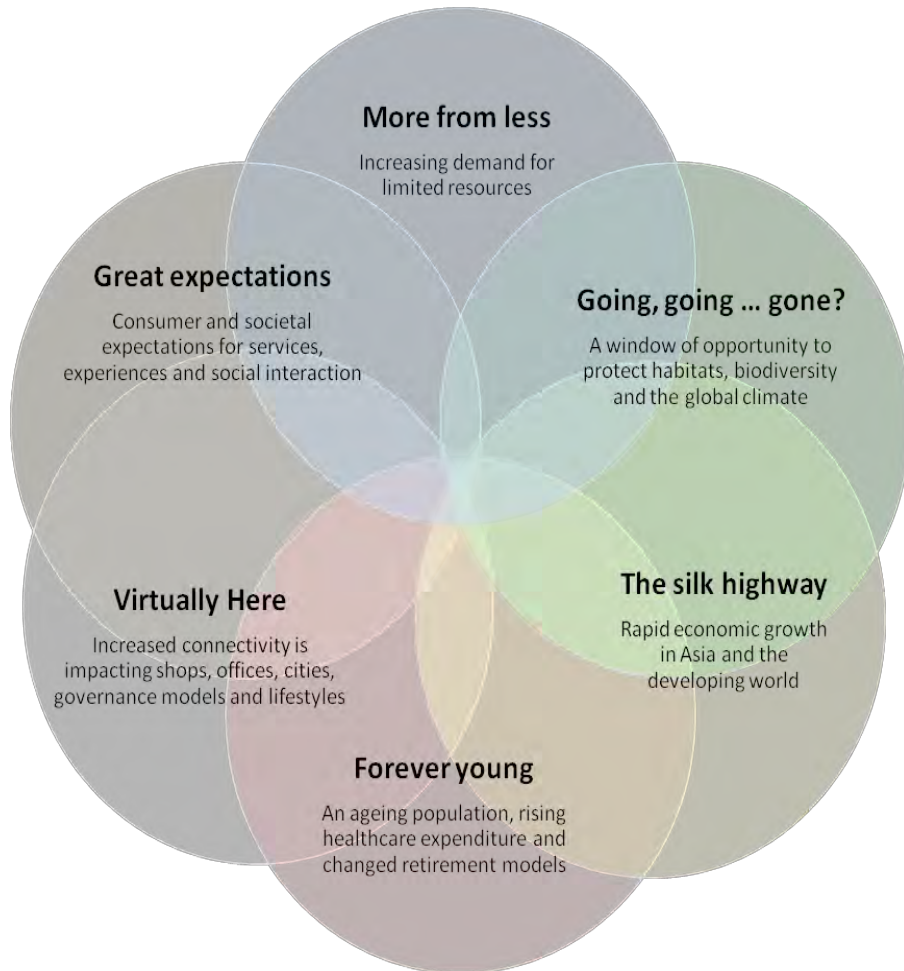 More from less
Increasing demand for
limited resources
Great expectations
Consumer and societal
expectations for services,
experiences and social interaction
Going, going ... gone?
A window of opportunity to
protect habitats, biodiversity
and the global climate
Virtually Here
Increased connectivity is
impacting shops, offices, cities,
governance models and lifestyles
The silk highway
Rapid economic growth
in Asia and the
developing world
Forever young
An ageing population, rising
healthcare expenditure and
changed retirement models